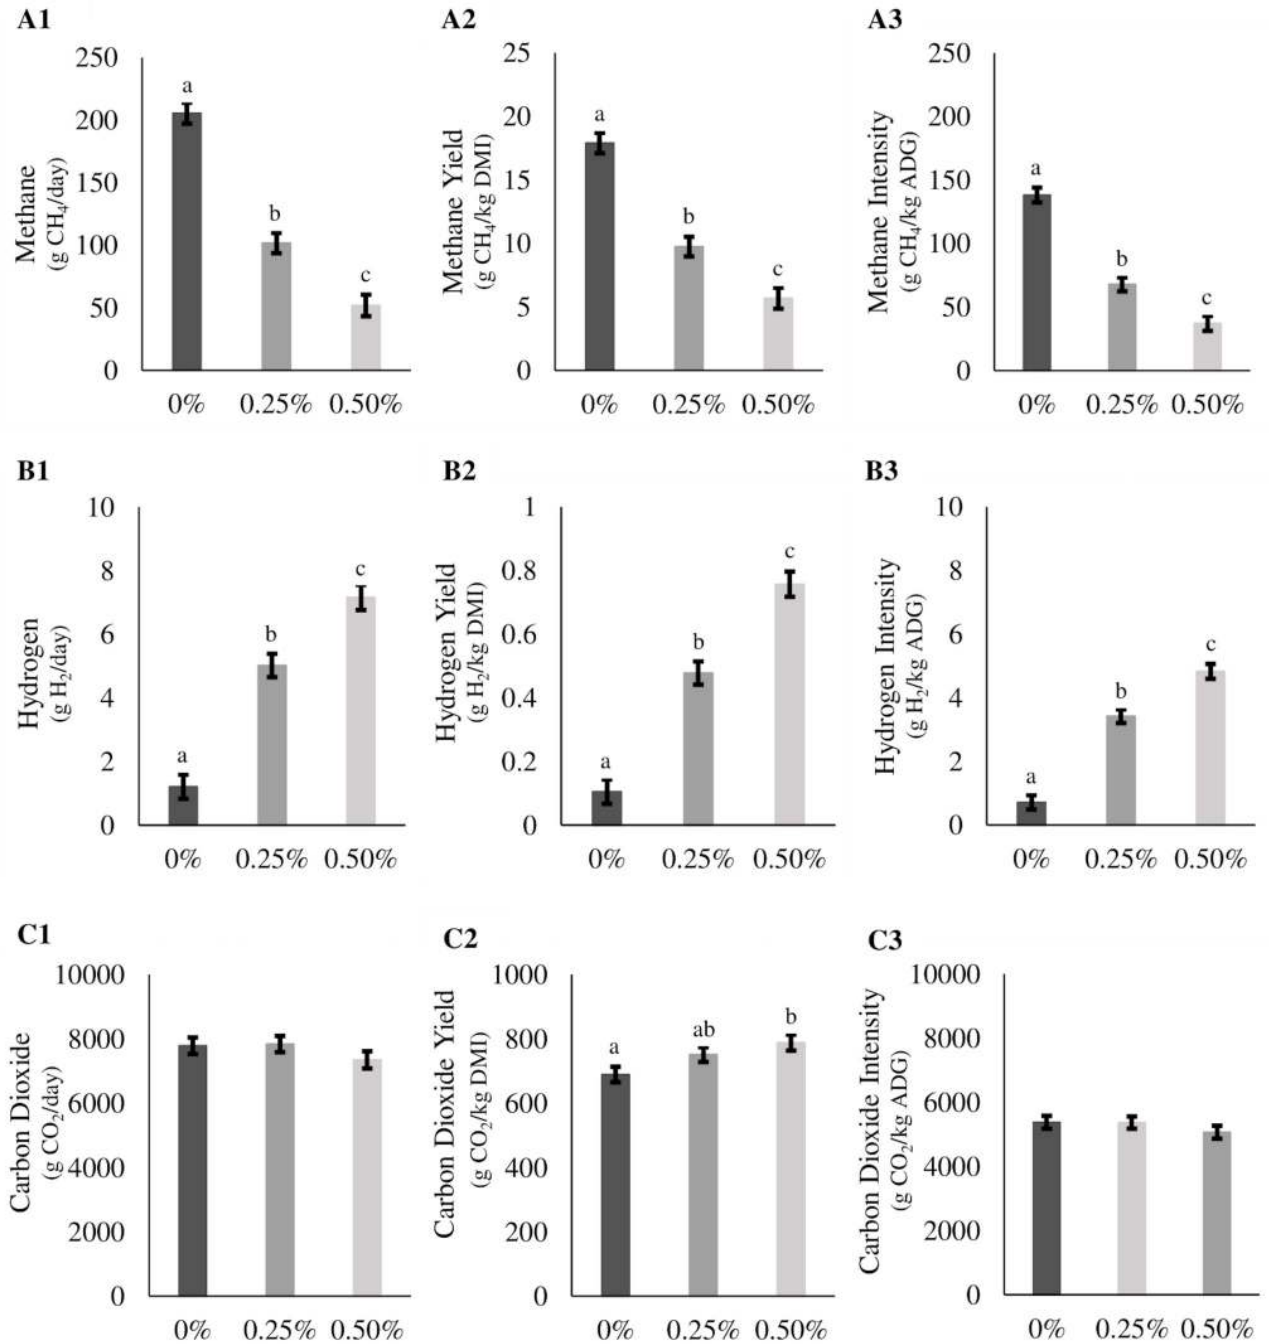 A1
250
200
150
100
50
0
Methane
(g CH₄/day)
a
b
c
0% 0.25% 0.50%
A2
25
20
15
10
5
0
Methane Yield
(g CH₄/kg DMI)
a
b
c
0% 0.25% 0.50%
A3
250
200
150
100
50
0
Methane Intensity
(g CH₄/kg ADG)
a
b
c
0% 0.25% 0.50%
B1
10
8
6
4
2
0
Hydrogen
(g H₂/day)
a
b
c
0% 0.25% 0.50%
B2
1
0.8
0.6
0.4
0.2
0
Hydrogen Yield
(g H₂/kg DMI)
a
b
c
0% 0.25% 0.50%
B3
10
8
6
4
2
0
Hydrogen Intensity
(g H₂/kg ADG)
a
b
c
0% 0.25% 0.50%
C1
10000
8000
6000
4000
2000
0
Carbon Dioxide
(g CO₂/day)
0% 0.25% 0.50%
C2
1000
800
600
400
200
0
Carbon Dioxide Yield
(g CO₂/kg DMI)
a
ab
b
0% 0.25% 0.50%
C3
10000
8000
6000
4000
2000
0
Carbon Dioxide Intensity
(g CO₂/kg ADG)
0% 0.25% 0.50%